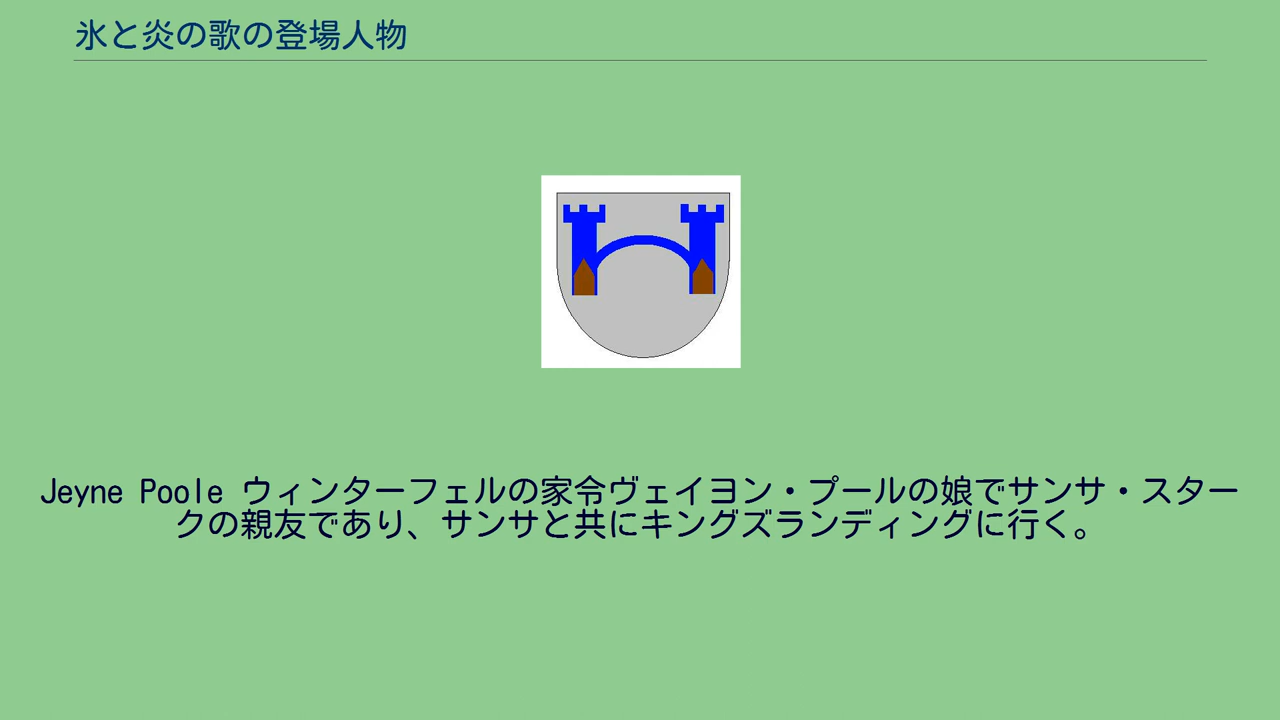 氷と炎の歌の登場人物
Jeyne Poole ウィンターフェルの家令ヴェイヨン・プールの娘でサンサ・スター
クの親友であり、サンサと共にキングズランディングに行く。